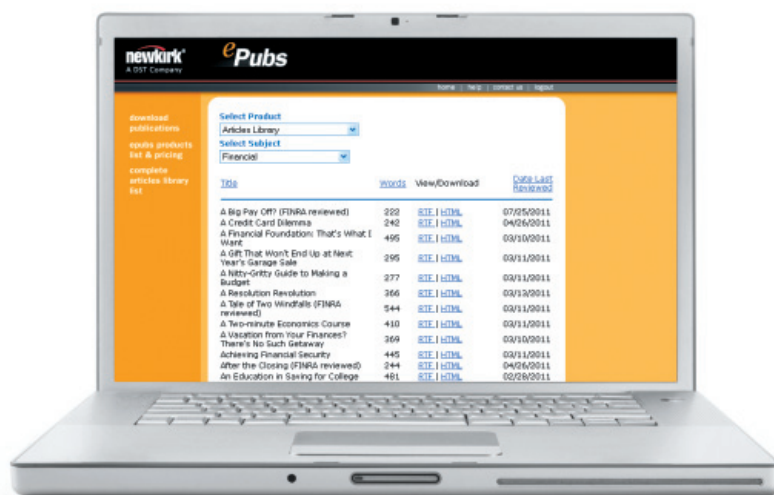 newkirk®
A DST Company
ePubs
home | help | contact us | logout
download
publications
epubs products
list & pricing
complete
articles library
list
Select Product
Articles Library
Select Subject
Financial
Title Words View/Download Date Last
Reviewed
A Big Pay Off? (FINRA reviewed) 222 RTF | HTML 07/25/2011
A Credit Card Dilemma 242 RTF | HTML 04/26/2011
A Financial Foundation: That's What I
Want 495 RTF | HTML 03/10/2011
A Gift That Won't End Up at Next
Year's Garage Sale 295 RTF | HTML 03/11/2011
A Nitty-Gritty Guide to Making a
Budget 277 RTF | HTML 03/11/2011
A Resolution Revolution 366 RTF | HTML 03/13/2011
A Tale of Two Windfalls (FINRA
reviewed) 544 RTF | HTML 03/11/2011
A Two-minute Economics Course 410 RTF | HTML 03/11/2011
A Vacation from Your Finances?
There's No Such Getaway 369 RTF | HTML 03/10/2011
Achieving Financial Security 445 RTF | HTML 03/11/2011
After the Closing (FINRA reviewed) 244 RTF | HTML 04/26/2011
An Education in Saving for College 481 RTF | HTML 02/28/2011